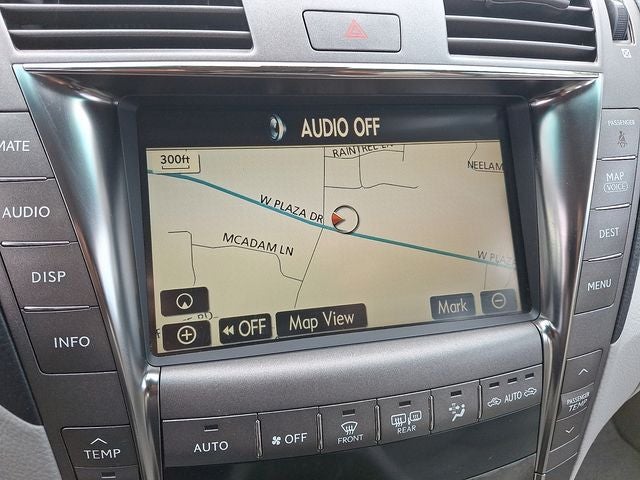 AUDIO OFF
300ft
RAINTREE LN
NEELAM
W PLAZA DR
MCADAM LN
W PLAZ
OFF
Map View
Mark
MATE
AUDIO
DISP
INFO
TEMP
PASSENGER
MAP
VOICE
DEST
MENU
PASSENGER
TEMP
AUTO
OFF
FRONT
REAR
AUTO